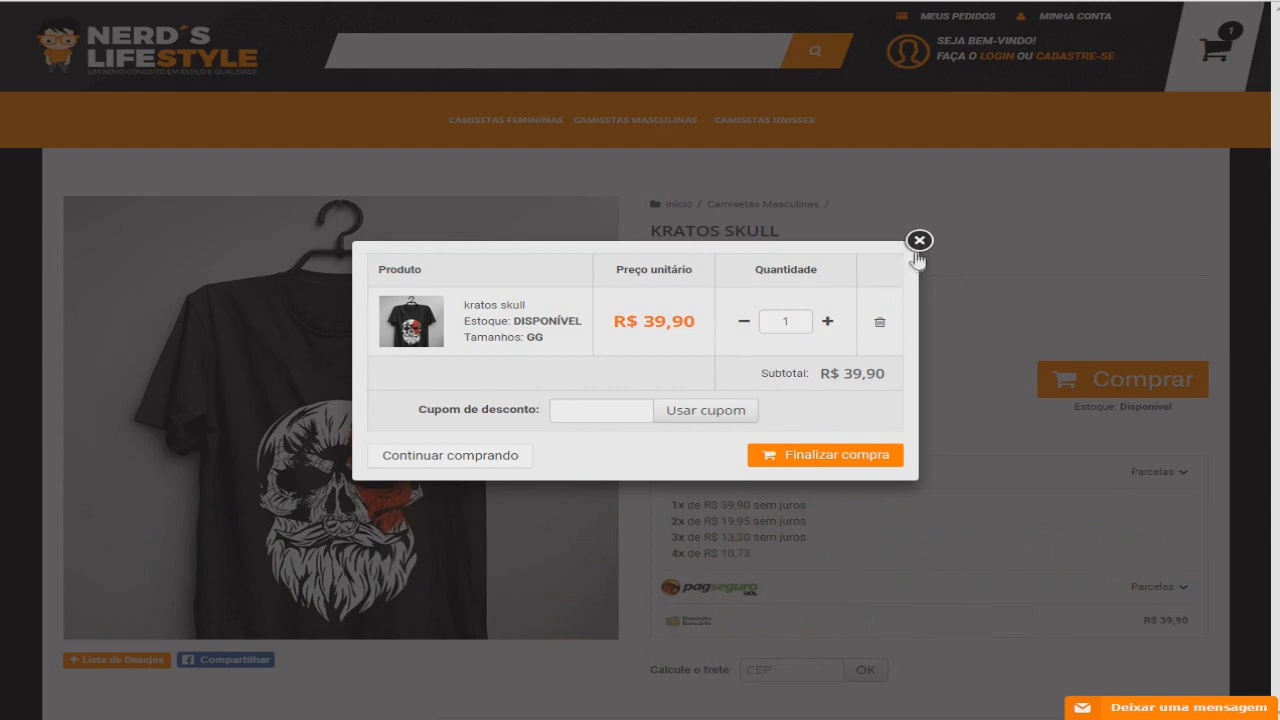 NERD´S
LIFESTYLE
UM NOVO CONCEITO EM ESTILO E QUALIDADE
MEUS PEDIDOS
MINHA CONTA
SEJA BEM-VINDO!
FAÇA O LOGIN OU CADASTRE-SE
1
CAMISETAS FEMININAS
CAMISETAS MASCULINAS
CAMISETAS UNISSEX
Início / Camisetas Masculinas /
KRATOS SKULL
Produto
Preço unitário
Quantidade
kratos skull
Estoque: DISPONÍVEL
Tamanhos: GG
R$ 39,90
1
Subtotal: R$ 39,90
Cupom de desconto:
Usar cupom
Continuar comprando
Finalizar compra
Comprar
Estoque: Disponível
Parcelas
1x de R$ 39,90 sem juros
2x de R$ 19,95 sem juros
3x de R$ 13,30 sem juros
4x de R$ 10,73
pagseguro UOL
Parcelas
Depósito
Bancário
R$ 39,90
Lista de Desejos
Compartilhar
Calcule o frete
CEP
OK
Deixar uma mensagem